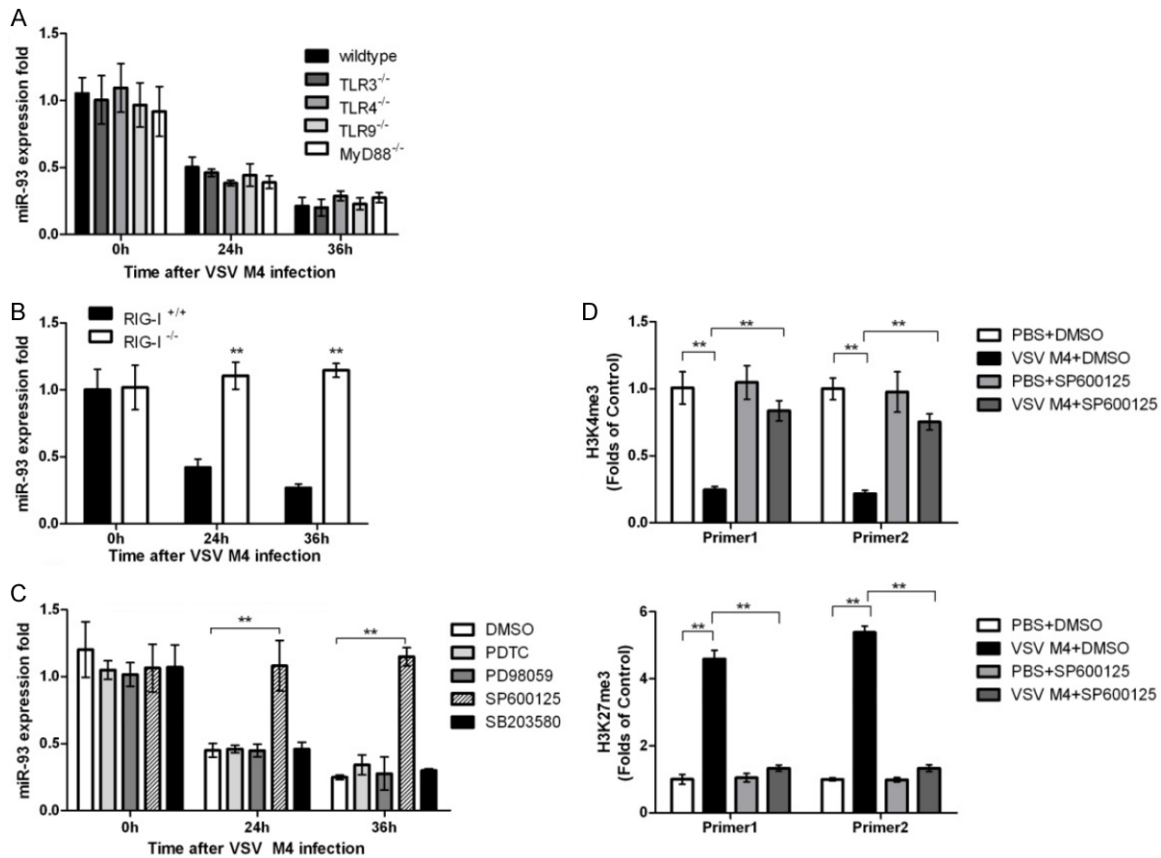 A
miR-93 expression fold
1.5
1.0
0.5
0.0
wildtype
TLR3-/-
TLR4-/-
TLR9-/-
MyD88-/-
0h 24h 36h
Time after VSV M4 infection
B
miR-93 expression fold
1.5
1.0
0.5
0.0
RIG-I +/+
RIG-I -/-
** **
0h 24h 36h
Time after VSV M4 infection
C
miR-93 expression fold
1.5
1.0
0.5
0.0
** **
DMSO
PDTC
PD98059
SP600125
SB203580
0h 24h 36h
Time after VSV M4 infection
D
H3K4me3
(Folds of Control)
1.5
1.0
0.5
0.0
** ** ** **
PBS+DMSO
VSV M4+DMSO
PBS+SP600125
VSV M4+SP600125
Primer1 Primer2
H3K27me3
(Folds of Control)
6
4
2
0
** ** ** **
PBS+DMSO
VSV M4+DMSO
PBS+SP600125
VSV M4+SP600125
Primer1 Primer2